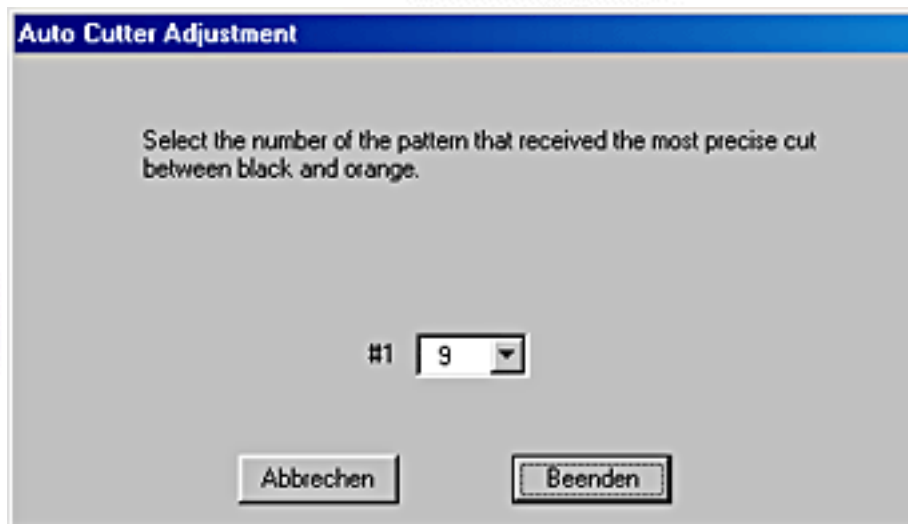 Auto Cutter Adjustment
Select the number of the pattern that received the most precise cut
between black and orange.
#1 9
Abbrechen Beenden